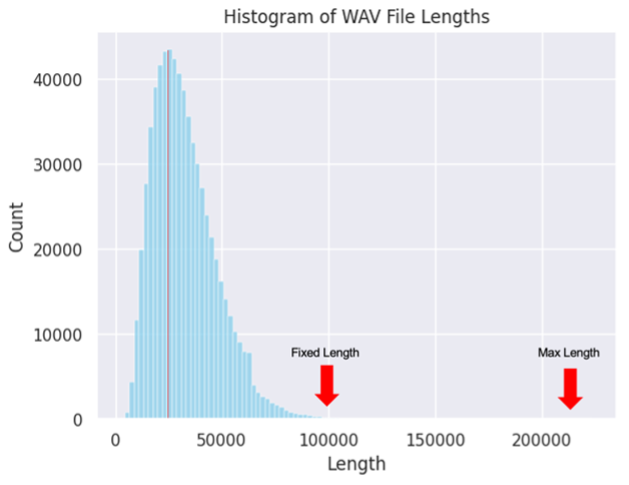 Histogram of WAV File Lengths
Count
40000
30000
20000
10000
0
Fixed Length
Max Length
0 50000 100000 150000 200000
Length